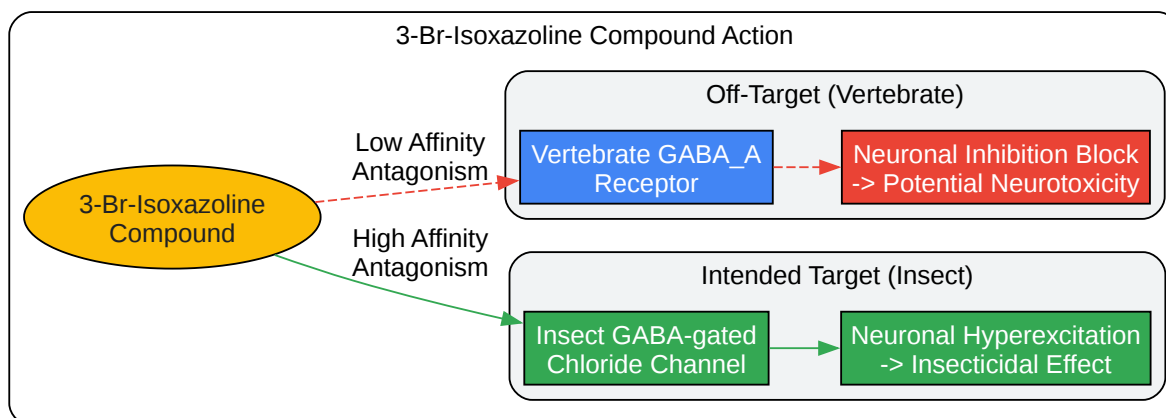 3-Br-Isoxazoline Compound Action
Off-Target (Vertebrate)
Low Affinity
Antagonism
Vertebrate GABA_A
Receptor
Neuronal Inhibition Block
-> Potential Neurotoxicity
3-Br-Isoxazoline
Compound
High Affinity
Antagonism
Intended Target (Insect)
Insect GABA-gated
Chloride Channel
Neuronal Hyperexcitation
-> Insecticidal Effect